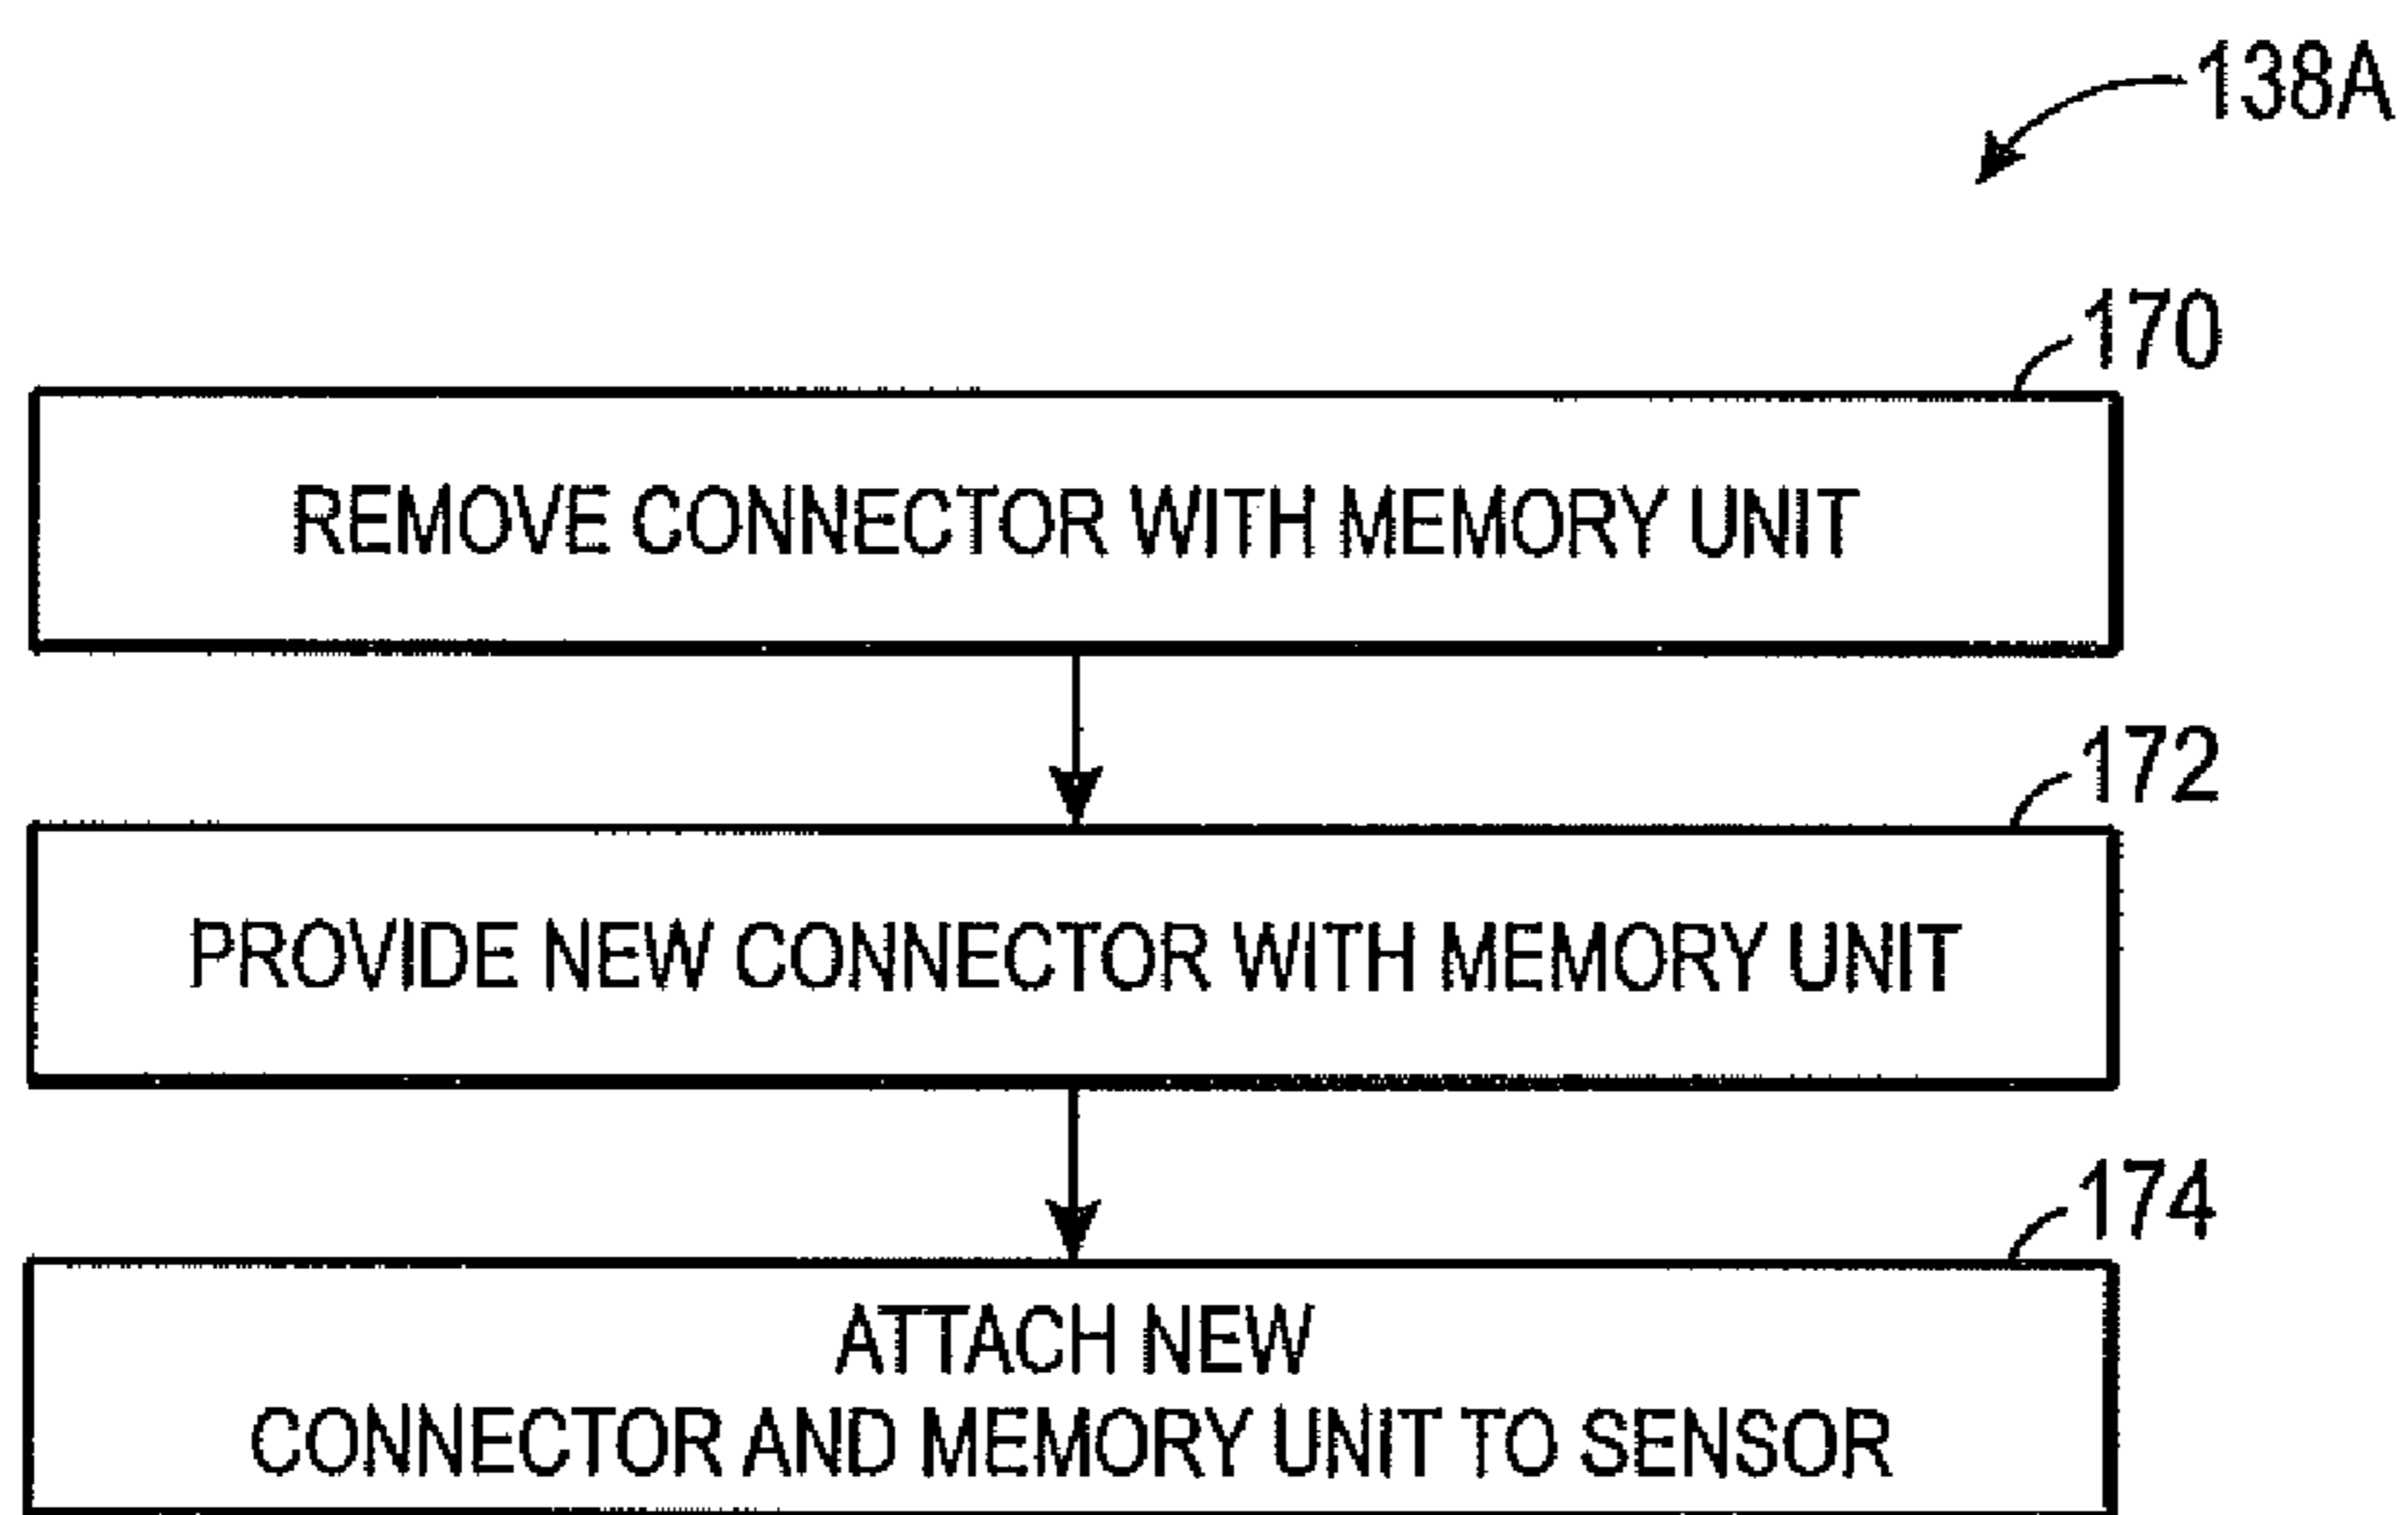 138A
170
REMOVE CONNECTOR WITH MEMORY UNIT
172
PROVIDE NEW CONNECTOR WITH MEMORY UNIT
174
ATTACH NEW
CONNECTOR AND MEMORY UNIT TO SENSOR